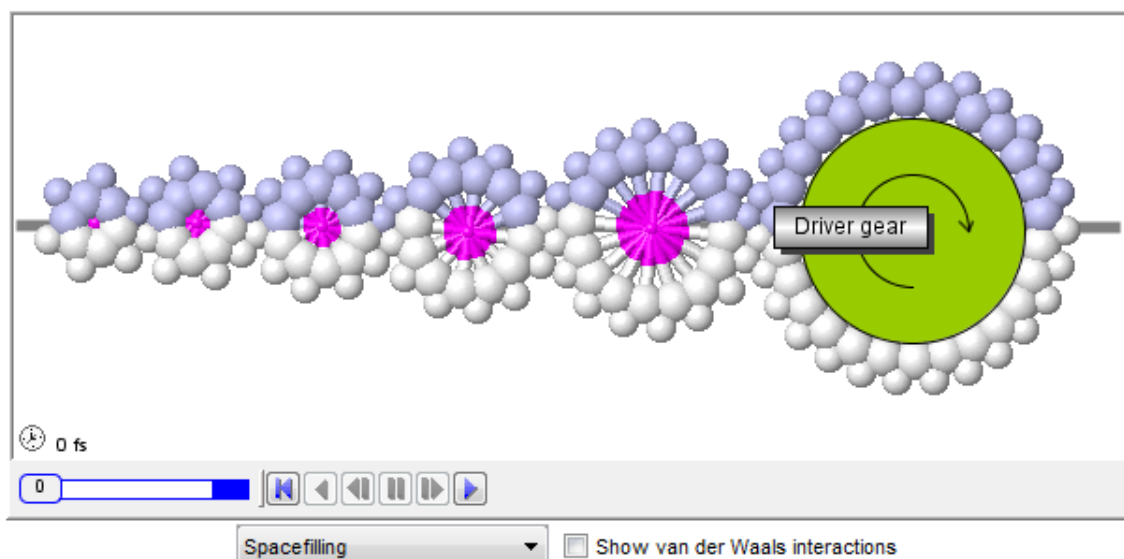 Driver gear
0 fs
0
Spacefilling
Show van der Waals interactions